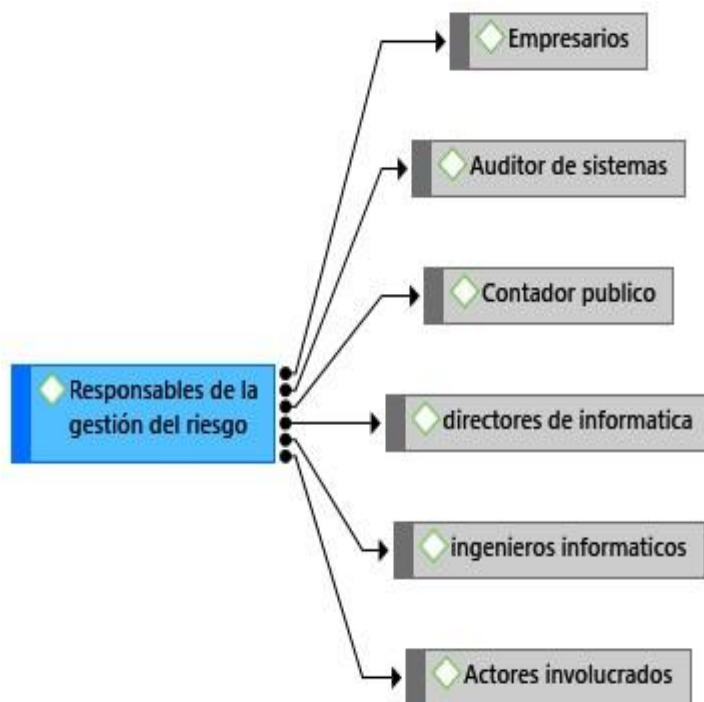 Empresarios
Auditor de sistemas
Contador publico
Responsables de la
gestión del riesgo
directores de informatica
ingenieros informaticos
Actores involucrados